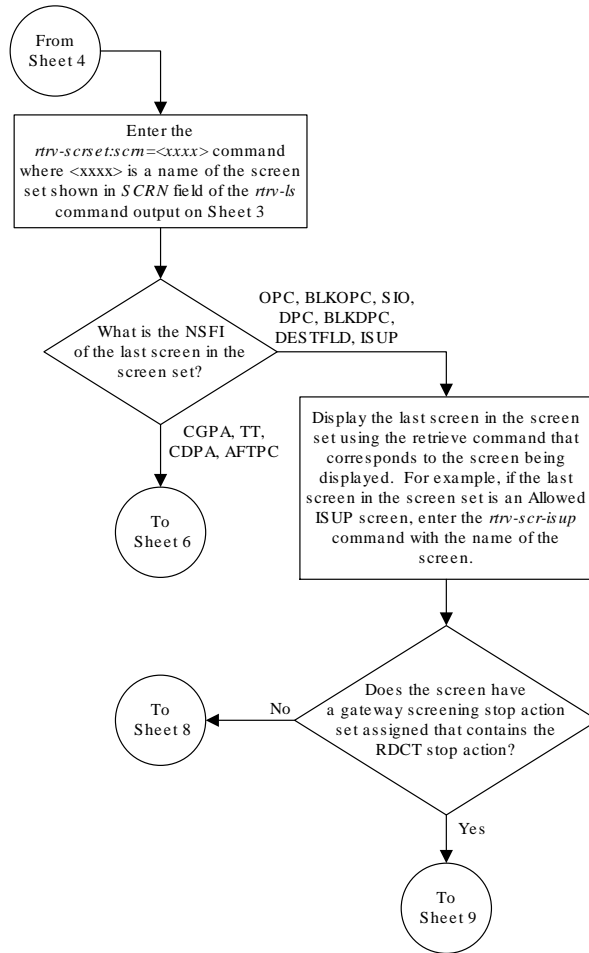 From
Sheet 4
Enter the
rtrv-scrset:scrn=<xxxx> command
where <xxxx> is a name of the screen
set shown in SCRN field of the rtrv-ls
command output on Sheet 3
What is the NSFI
of the last screen in the
screen set?
OPC, BLKOPC, SIO,
DPC, BLKDPC,
DESTFLD, ISUP
CGPA, TT,
CDPA, AFTPC
To
Sheet 6
Display the last screen in the screen
set using the retrieve command that
corresponds to the screen being
displayed. For example, if the last
screen in the screen set is an Allowed
ISUP screen, enter the rtrv-scr-isup
command with the name of the
screen.
Does the screen have
a gateway screening stop action
set assigned that contains the
RDCT stop action?
No
To
Sheet 8
Yes
To
Sheet 9